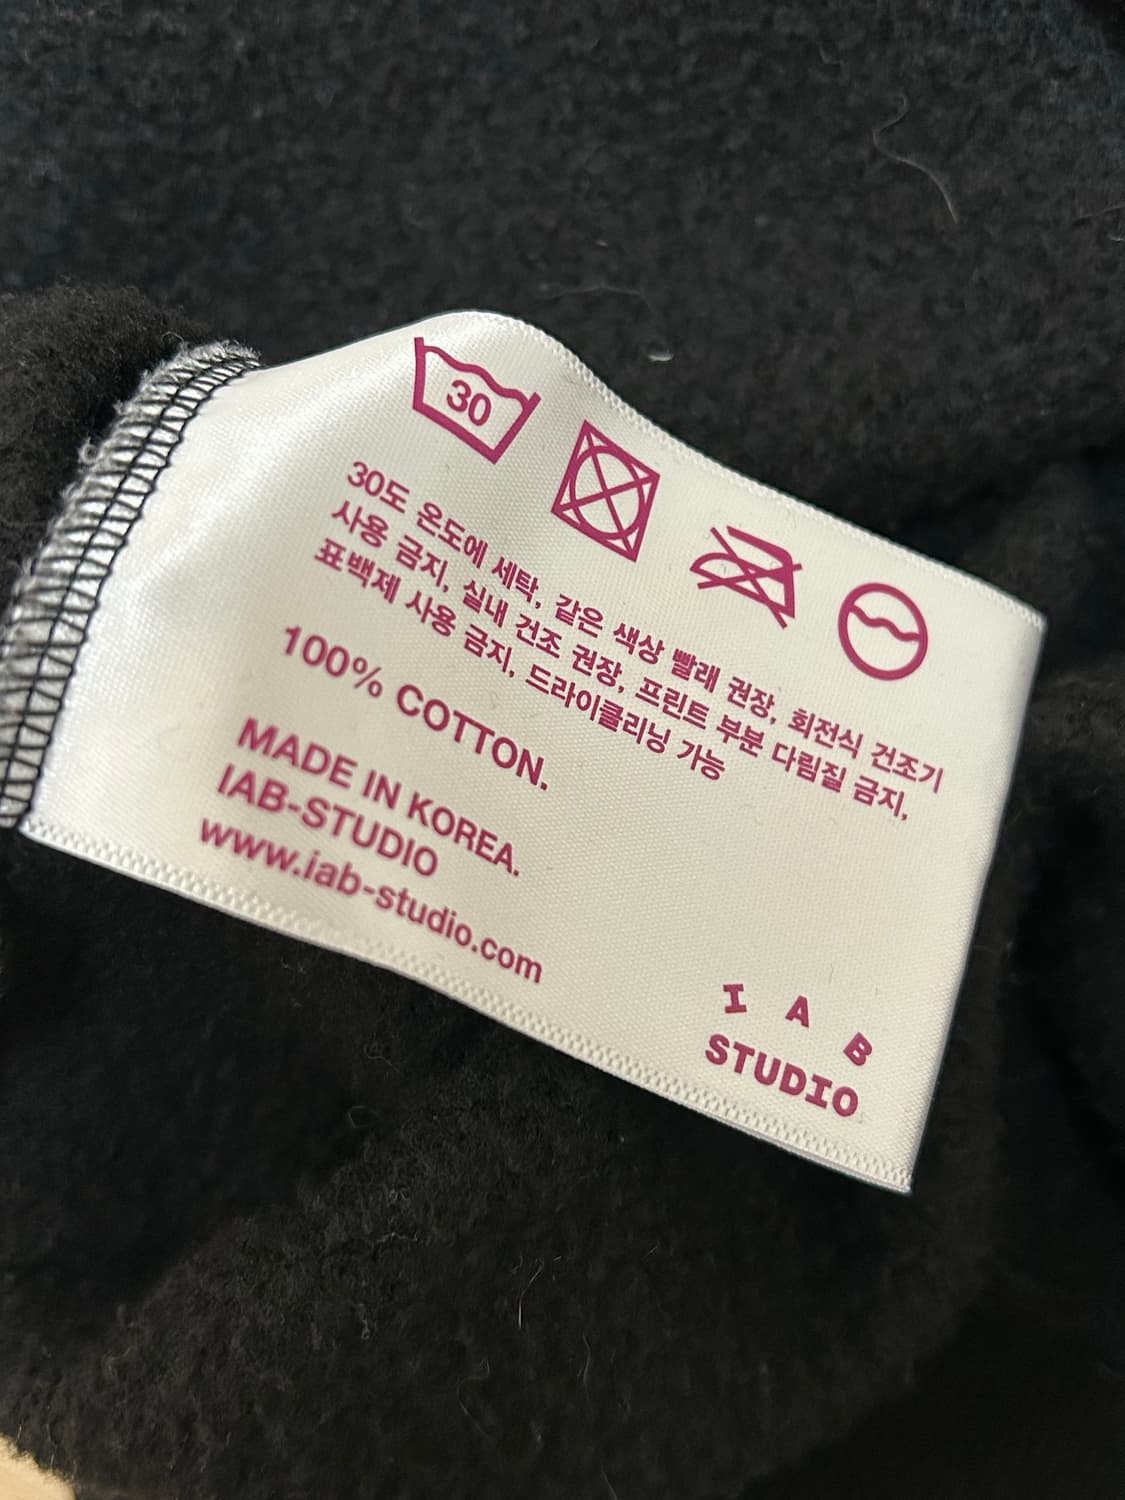 30
30도 온도에 세탁, 같은 색상 빨래 권장, 회전식 건조기
사용 금지, 실내 건조 권장, 프린트 부분 다림질 금지,
표백제 사용 금지, 드라이클리닝 가능
100% COTTON.
MADE IN KOREA.
IAB-STUDIO
www.iab-studio.com
I A B
STUDIO